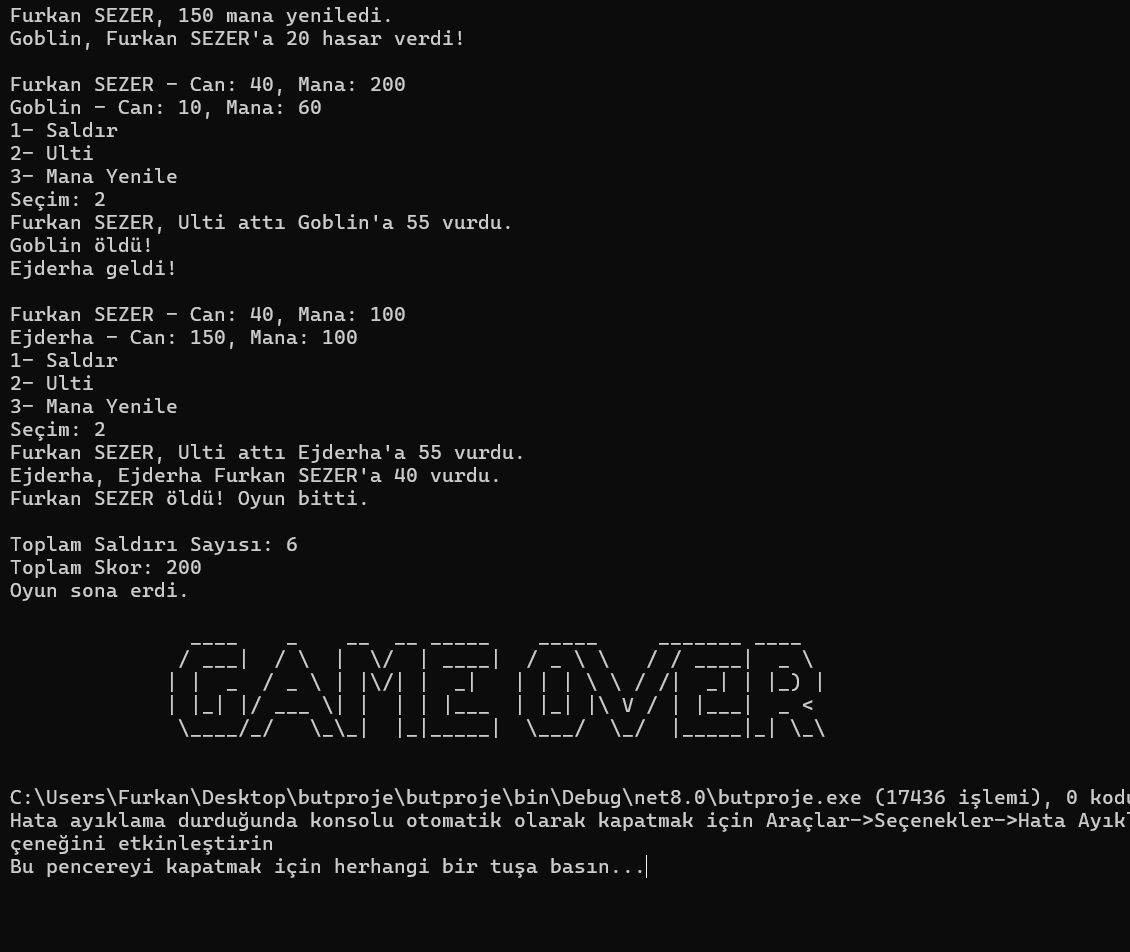 Furkan SEZER, 150 mana yeniledi.
Goblin, Furkan SEZER'a 20 hasar verdi!
Furkan SEZER - Can: 40, Mana: 200
Goblin - Can: 10, Mana: 60
1- Saldır
2- Ulti
3- Mana Yenile
Seçim: 2
Furkan SEZER, Ulti attı Goblin'a 55 vurdu.
Goblin öldü!
Ejderha geldi!
Furkan SEZER - Can: 40, Mana: 100
Ejderha - Can: 150, Mana: 100
1- Saldır
2- Ulti
3- Mana Yenile
Seçim: 2
Furkan SEZER, Ulti attı Ejderha'a 55 vurdu.
Ejderha, Ejderha Furkan SEZER'a 40 vurdu.
Furkan SEZER öldü! Oyun bitti.
Toplam Saldırı Sayısı: 6
Toplam Skor: 200
Oyun sona erdi.
GAME OVER
C:\Users\Furkan\Desktop\butproje\butproje\bin\Debug\net8.0\butproje.exe (17436 işlemi), 0 kodu
Hata ayıklama durduğunda konsolu otomatik olarak kapatmak için Araçlar->Seçenekler->Hata Ayıkl
çeneğini etkinleştirin
Bu pencereyi kapatmak için herhangi bir tuşa basın...